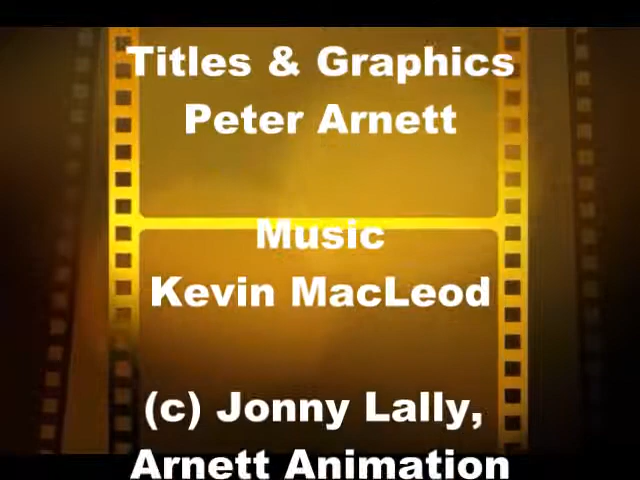 Titles & Graphics
Peter Arnett
Music
Kevin MacLeod
(c) Jonny Lally,
Arnett Animation